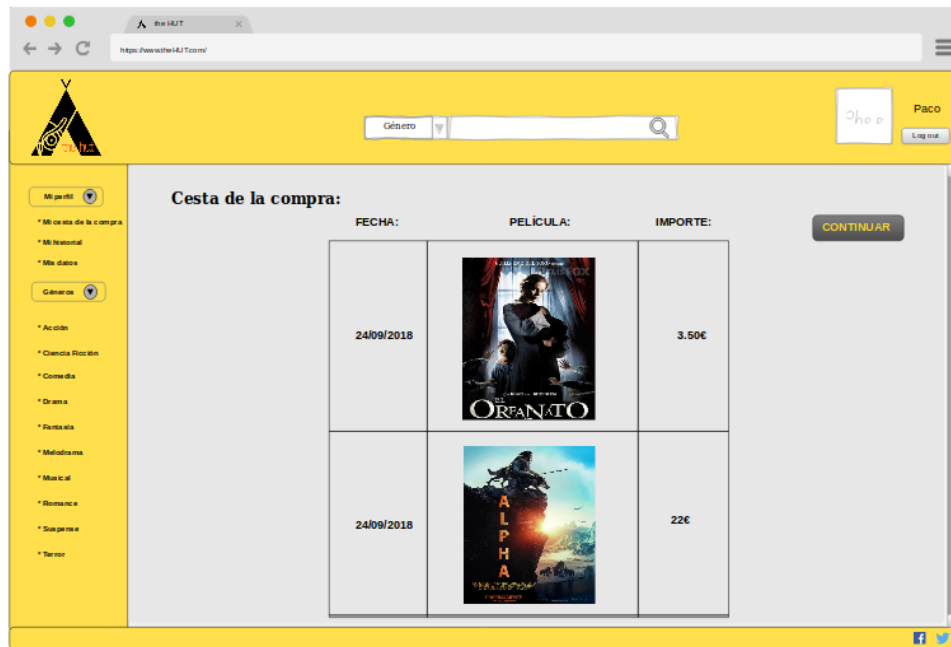 the HUT
https://www.theHUT.com/
the hut
Género
Paco
Log out
Mi perfil
* Mi cesta de la compra
* Mi historial
* Mis datos
Géneros
* Acción
* Ciencia Ficción
* Comedia
* Drama
* Fantasía
* Melodrama
* Musical
* Romance
* Suspense
* Terror
Cesta de la compra:
FECHA: PELÍCULA: IMPORTE:
CONTINUAR
24/09/2018
EL
ORFANATO
3.50€
24/09/2018
ALPHA
22€